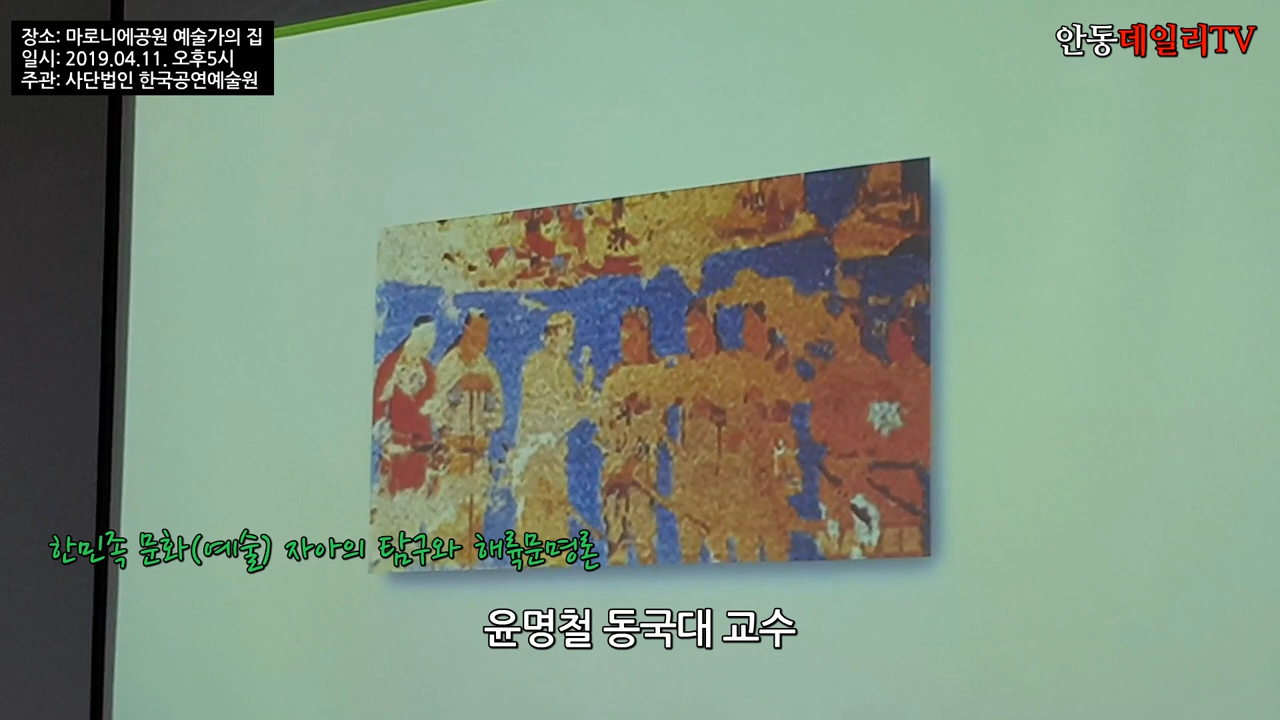 장소: 마로니에공원 예술가의 집
일시: 2019.04.11. 오후5시
주관: 사단법인 한국공연예술원
안동데일리TV
한민족 문화(예술) 자아의 탐구와 해륙문명론
윤명철 동국대 교수